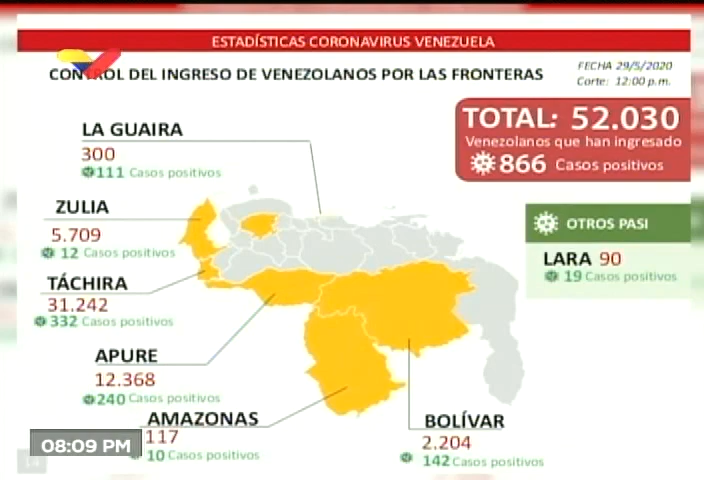 ESTADÍSTICAS CORONAVIRUS VENEZUELA
CONTROL DEL INGRESO DE VENEZOLANOS POR LAS FRONTERAS
FECHA 29/5/2020
Corte: 12:00 p.m.
TOTAL: 52.030
Venezolanos que han ingresado
866 Casos positivos
LA GUAIRA
300
111 Casos positivos
ZULIA
5.709
12 Casos positivos
TÁCHIRA
31.242
332 Casos positivos
APURE
12.368
240 Casos positivos
AMAZONAS
117
10 Casos positivos
BOLÍVAR
2.204
142 Casos positivos
OTROS PASI
LARA 90
19 Casos positivos
08:09 PM